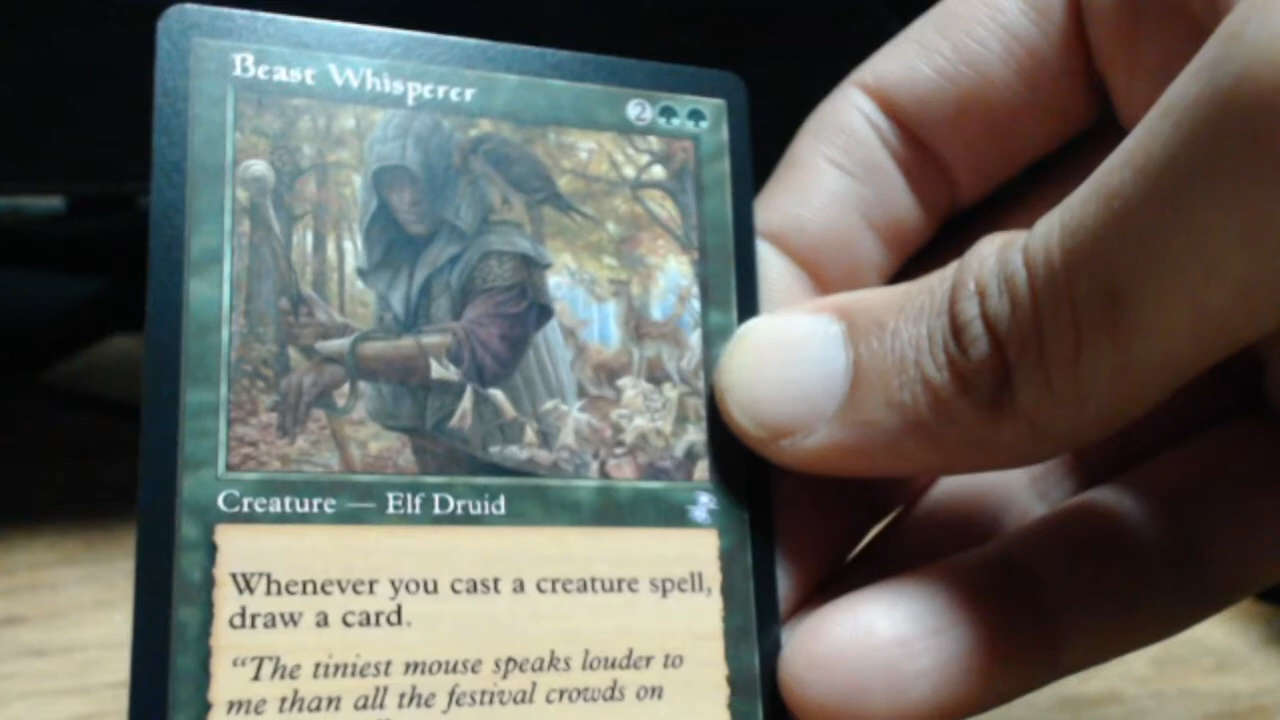 Beast Whisperer
2
Creature — Elf Druid
Whenever you cast a creature spell,
draw a card.
“The tiniest mouse speaks louder to
me than all the festival crowds on